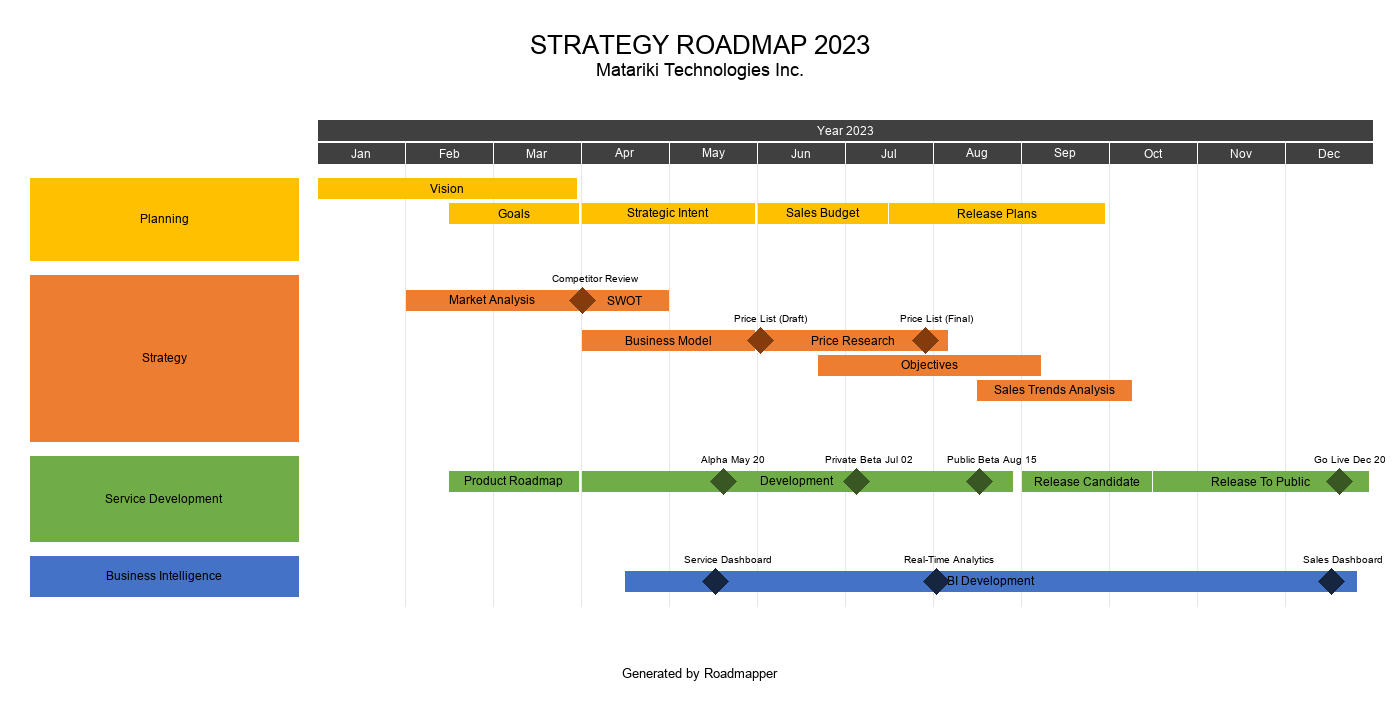 STRATEGY ROADMAP 2023
Matariki Technologies Inc.
Year 2023
Jan Feb Mar Apr May Jun Jul Aug Sep Oct Nov Dec
Planning
Vision
Goals Strategic Intent Sales Budget Release Plans
Strategy
Competitor Review
Market Analysis SWOT
Price List (Draft) Price List (Final)
Business Model Price Research
Objectives
Sales Trends Analysis
Service Development
Alpha May 20 Private Beta Jul 02 Public Beta Aug 15 Go Live Dec 20
Product Roadmap Development Release Candidate Release To Public
Business Intelligence
Service Dashboard Real-Time Analytics Sales Dashboard
BI Development
Generated by Roadmapper